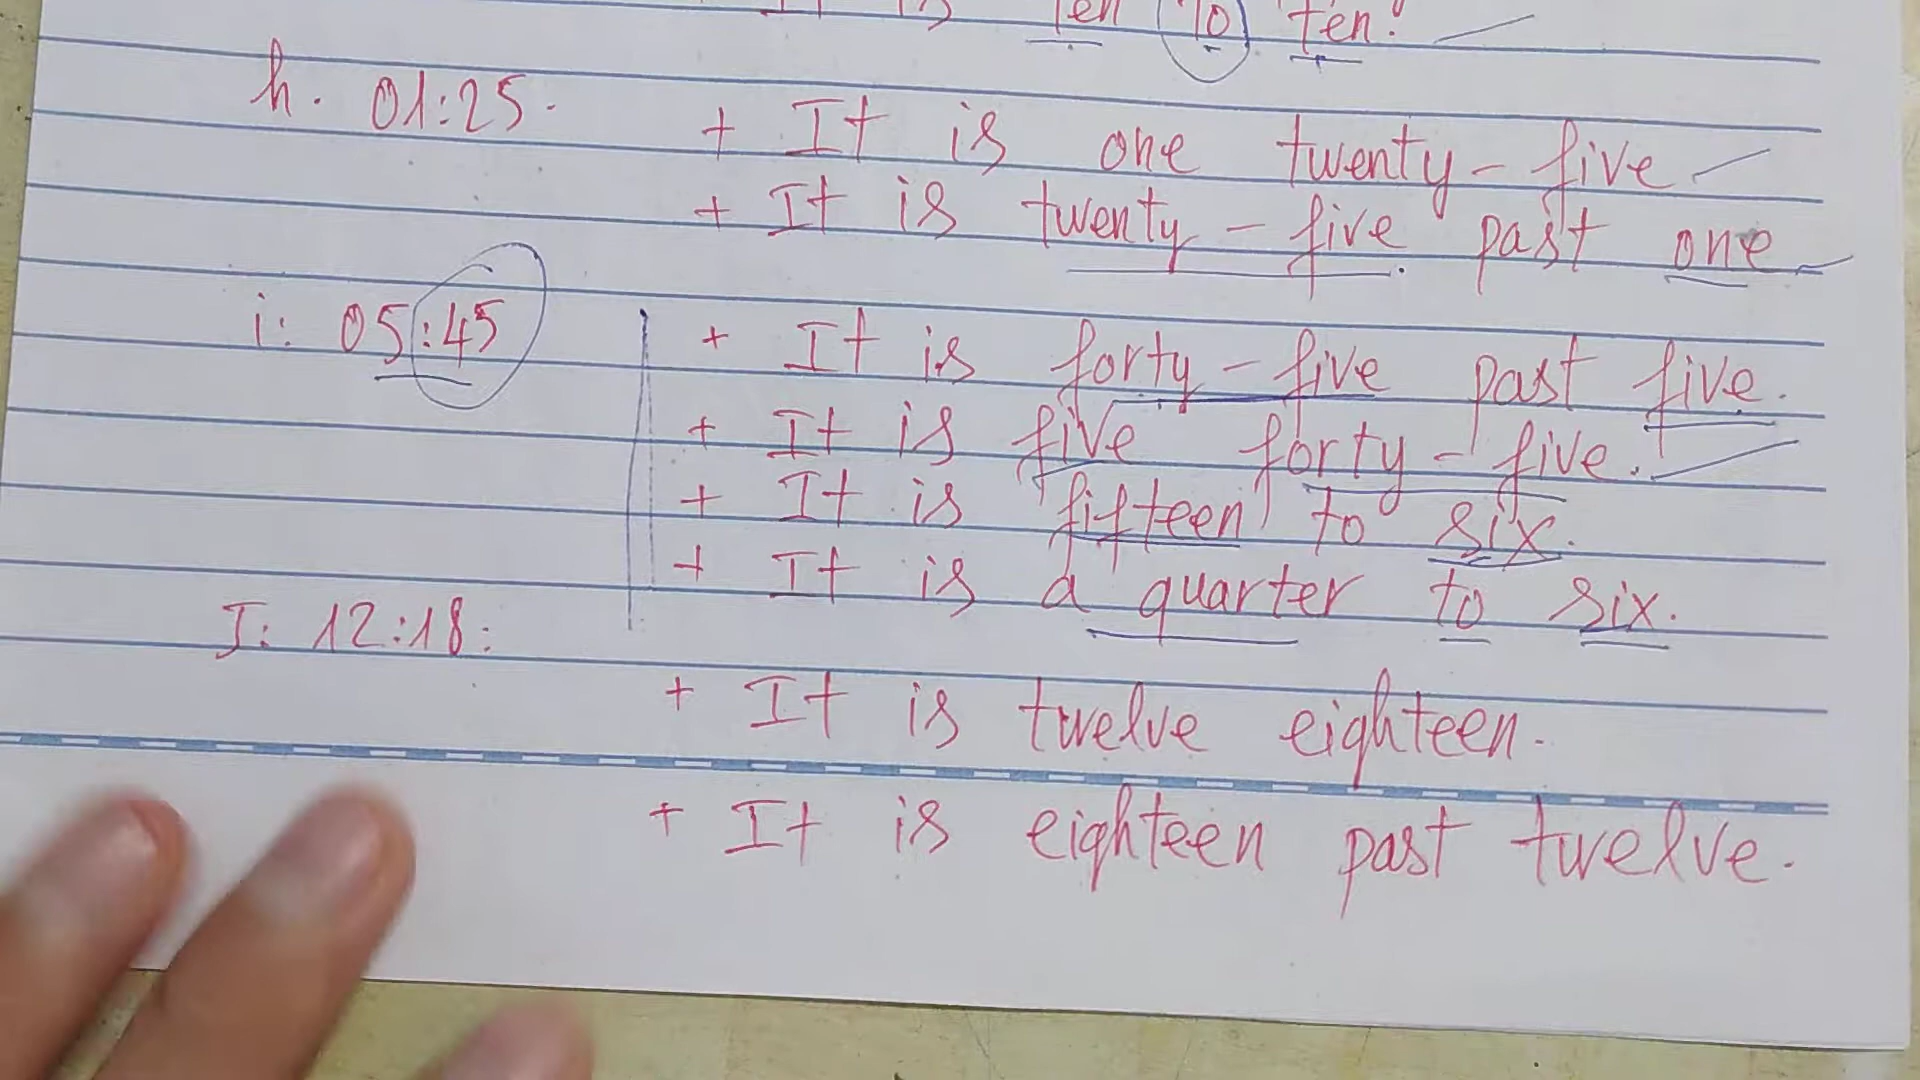 It is ten to ten.
h. 01:25. + It is one twenty-five
+ It is twenty-five past one
i: 05:45 + It is forty-five past five.
+ It is five forty-five.
+ It is fifteen to six.
+ It is a quarter to six.
J: 12:18: 
+ It is twelve eighteen.
+ It is eighteen past twelve.